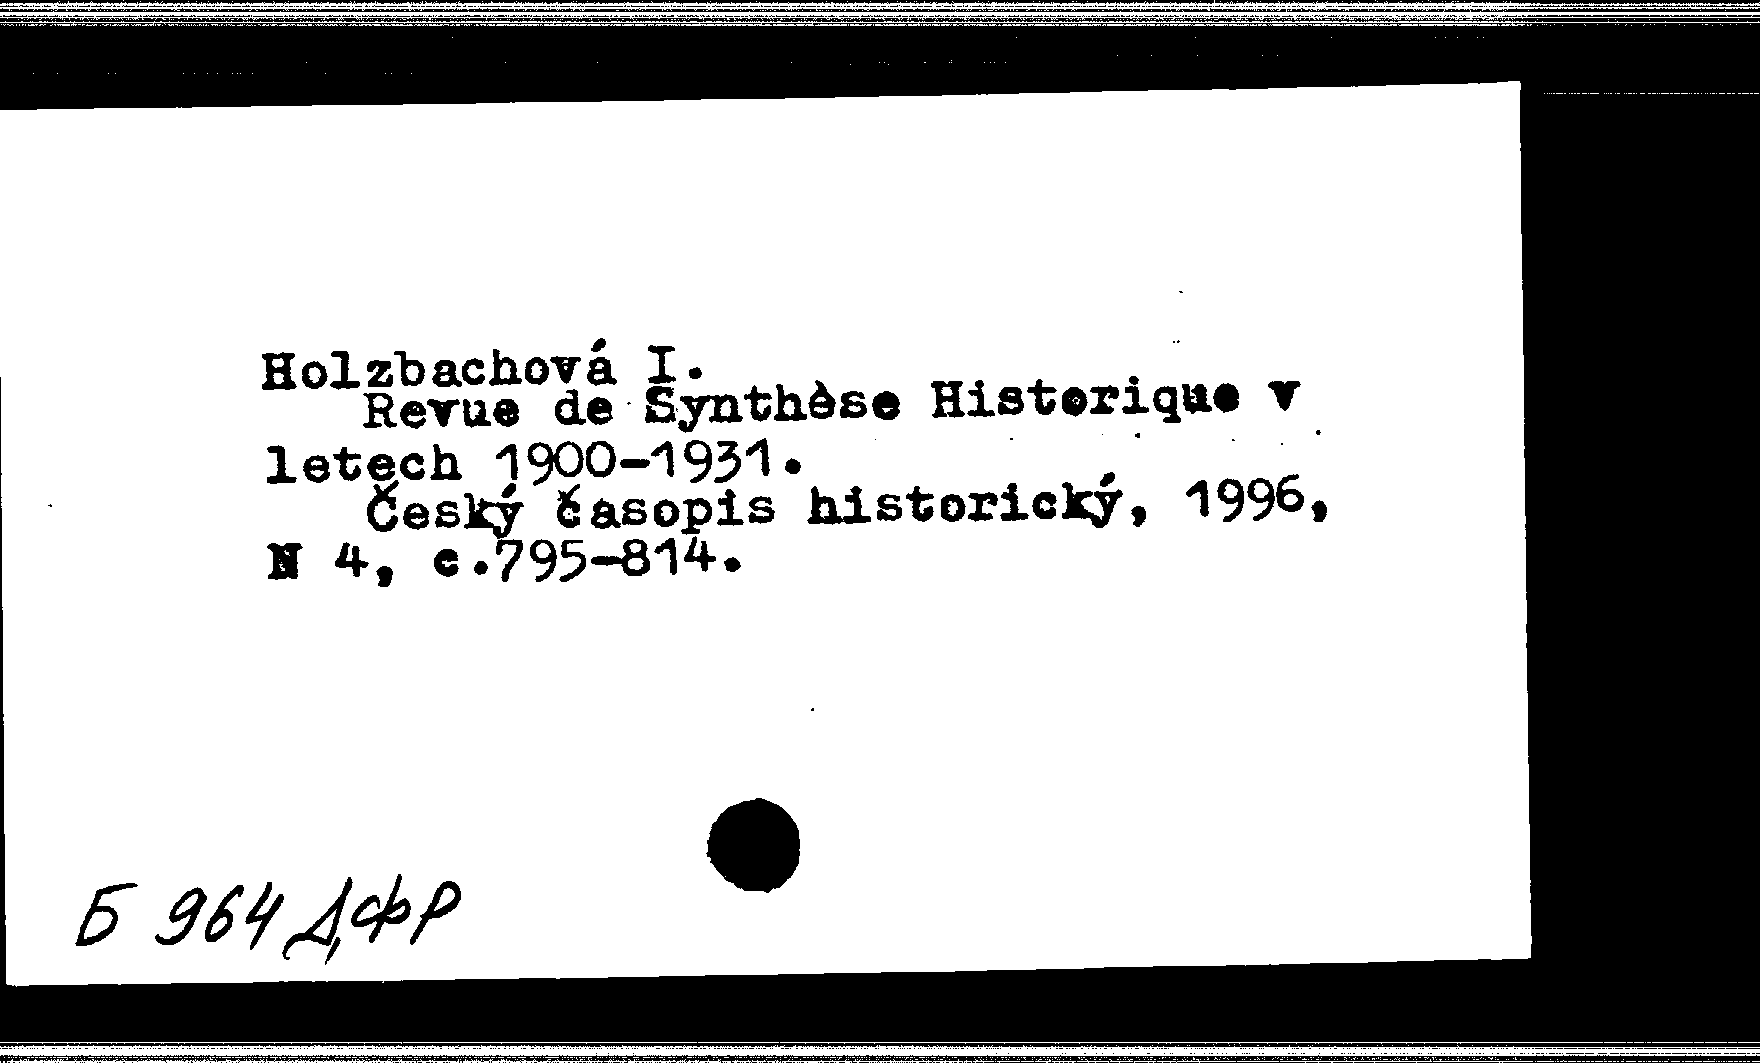 Holzbachová I.
Revue de Synthèse Historique v
letech 1900-1931.
Český časopis historický, 1996,
N 4, c.795-814.
Б 964 ДФР